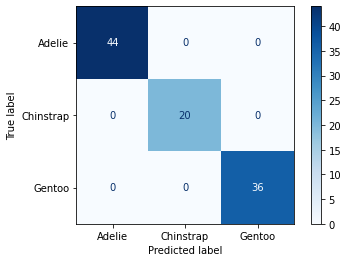 Adelie 44 0 0 40
35
30
Chinstrap 0 20 0 25
20
15
Gentoo 0 0 36 10
5
0
Adelie Chinstrap Gentoo
Predicted label
True label